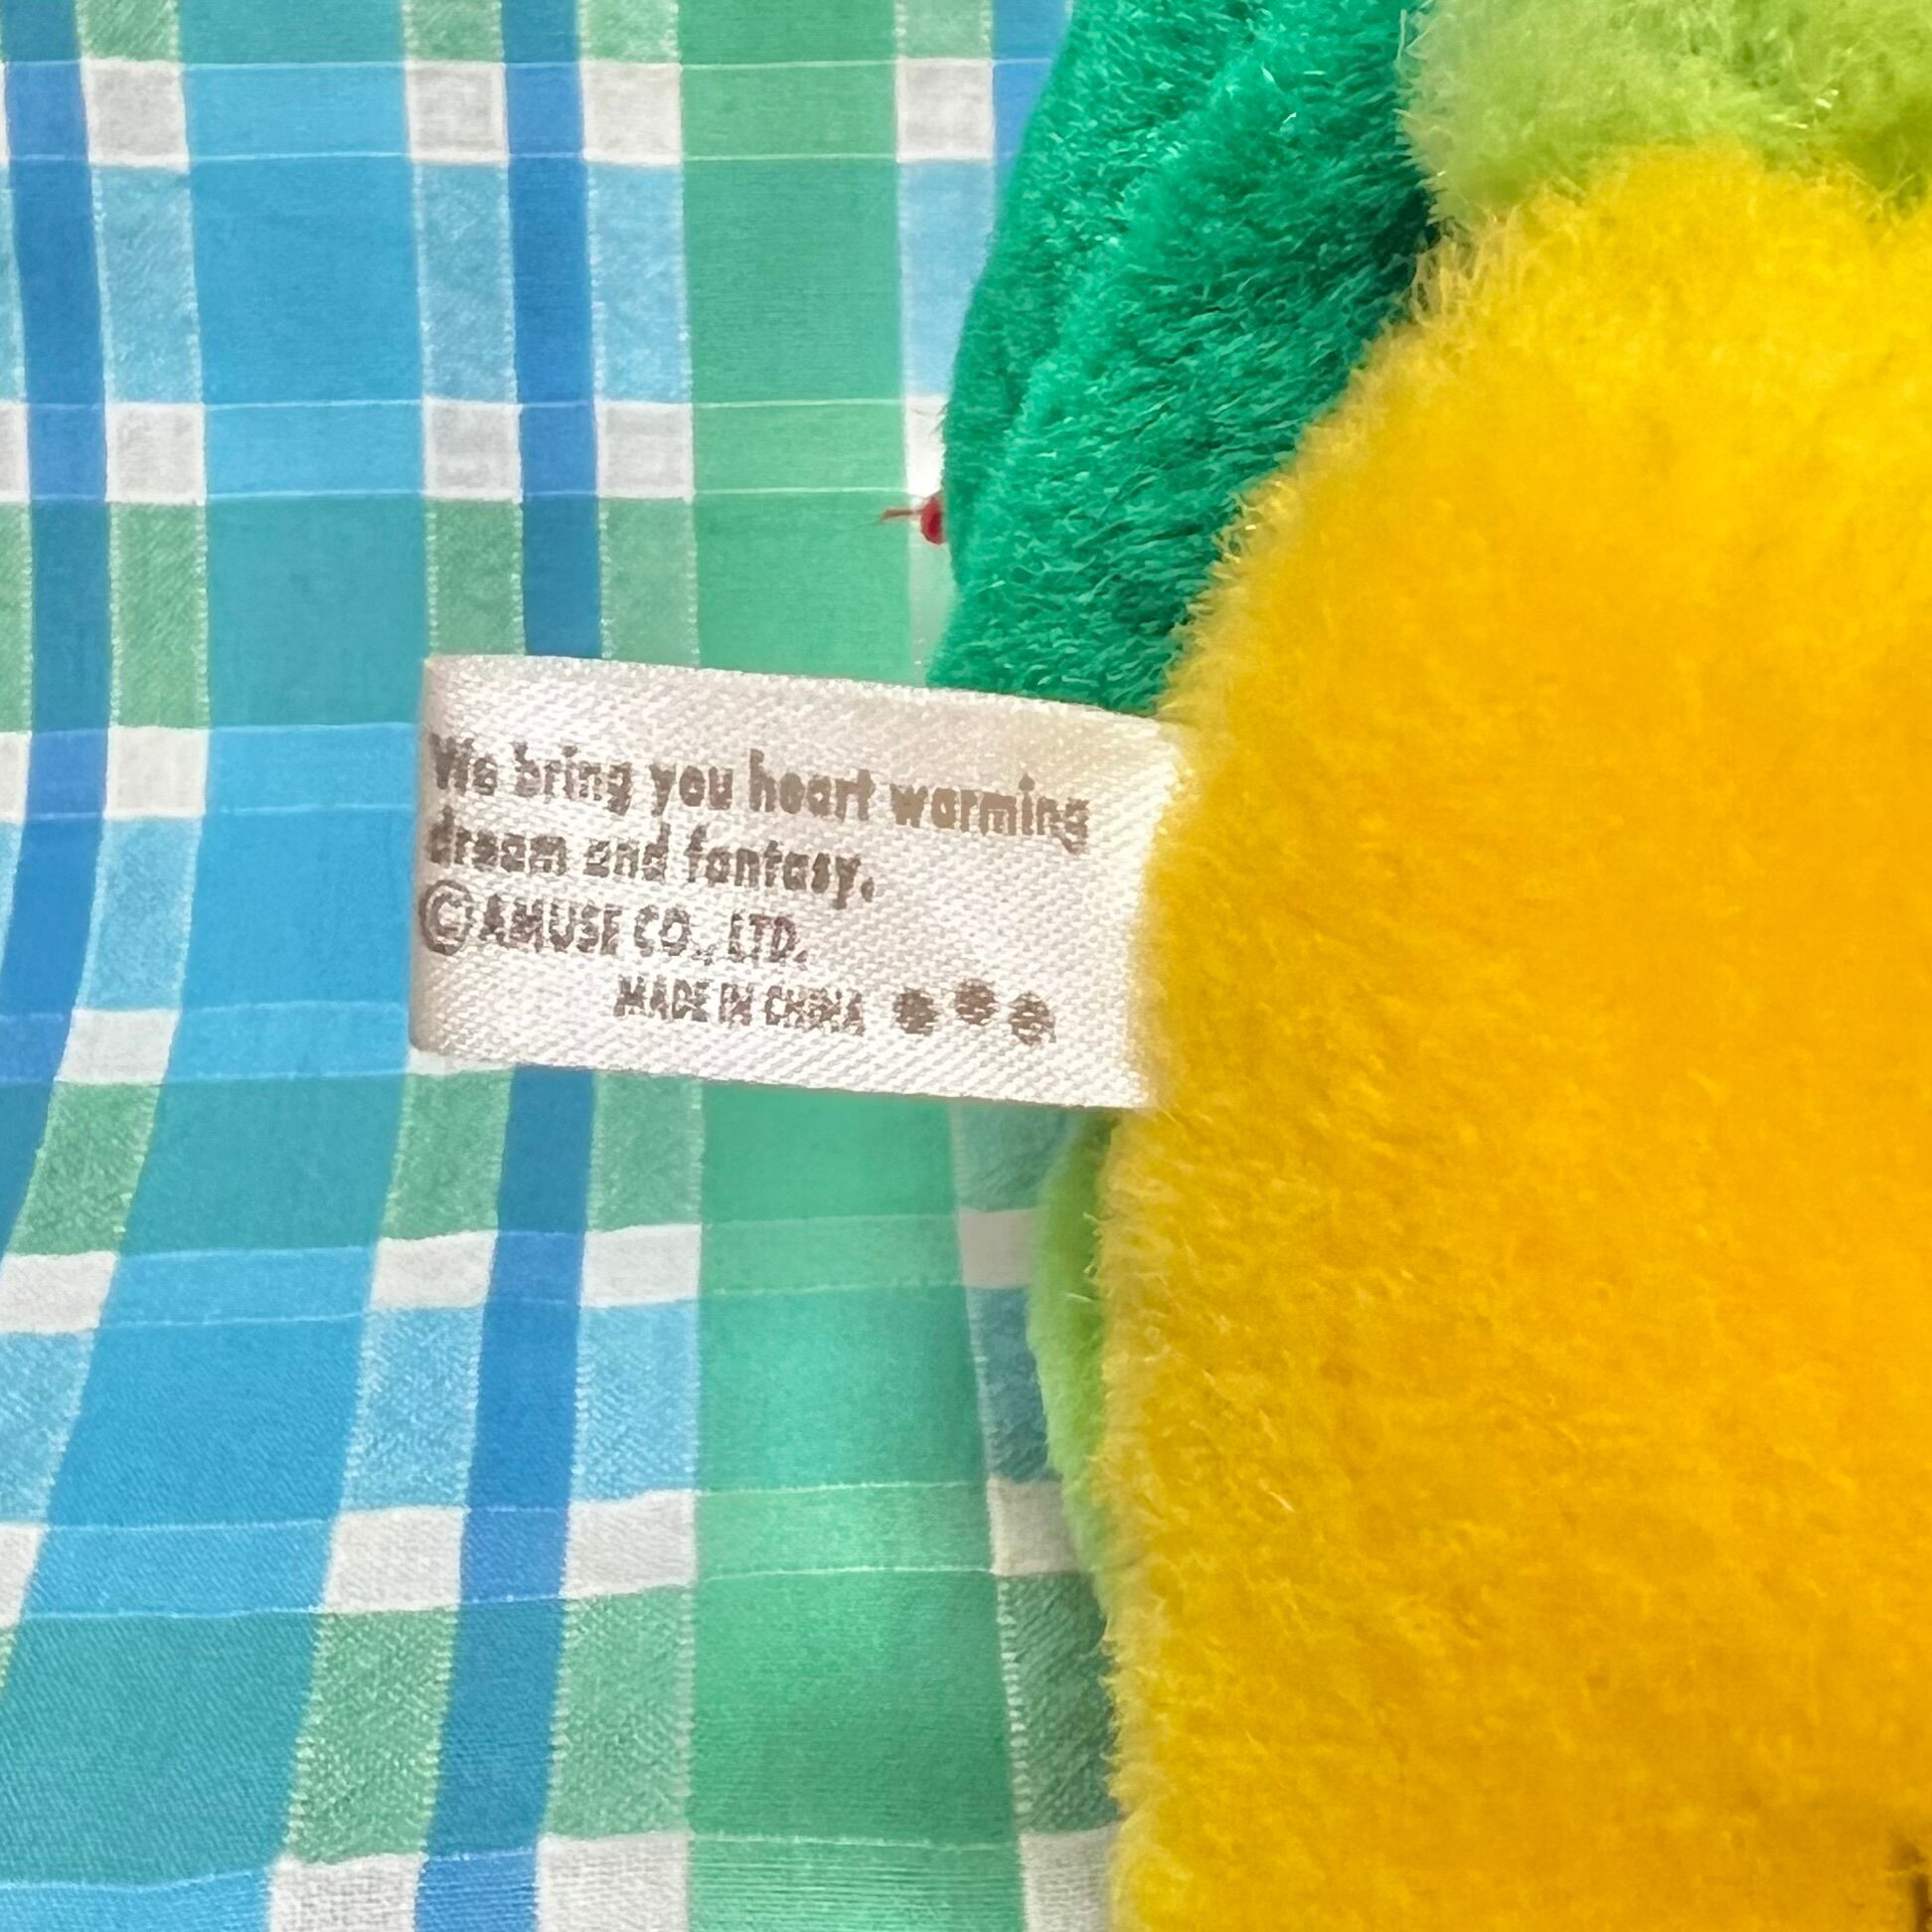 We bring you heart warming
dream and fantasy.
©AMUSE CO., LTD.
MADE IN CHINA